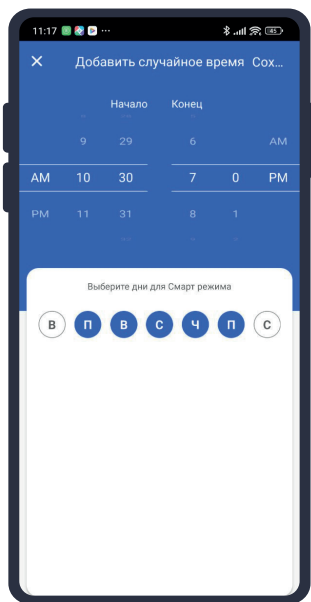 11:17 45
Добавить случайное время Сох...
Начало Конец
9 29 6 AM
AM 10 30 7 0 PM
PM 11 31 8 1
Выберите дни для Смарт режима
В П В С Ч П С